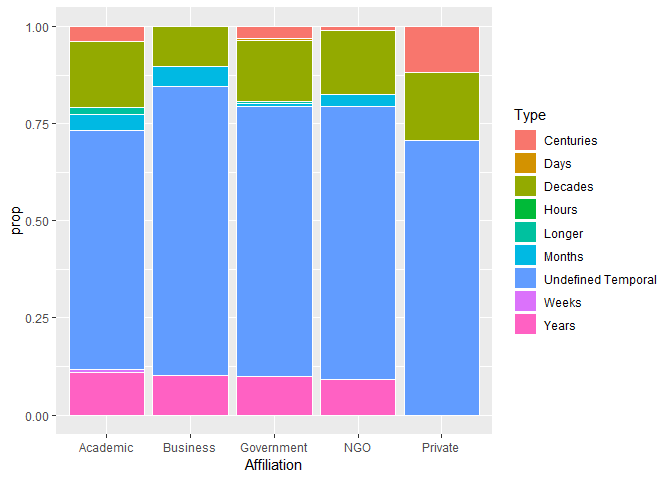 1.00
0.75
0.50
0.25
0.00
prop
Academic Business Government NGO Private
Affiliation
Type
Centuries
Days
Decades
Hours
Longer
Months
Undefined Temporal
Weeks
Years